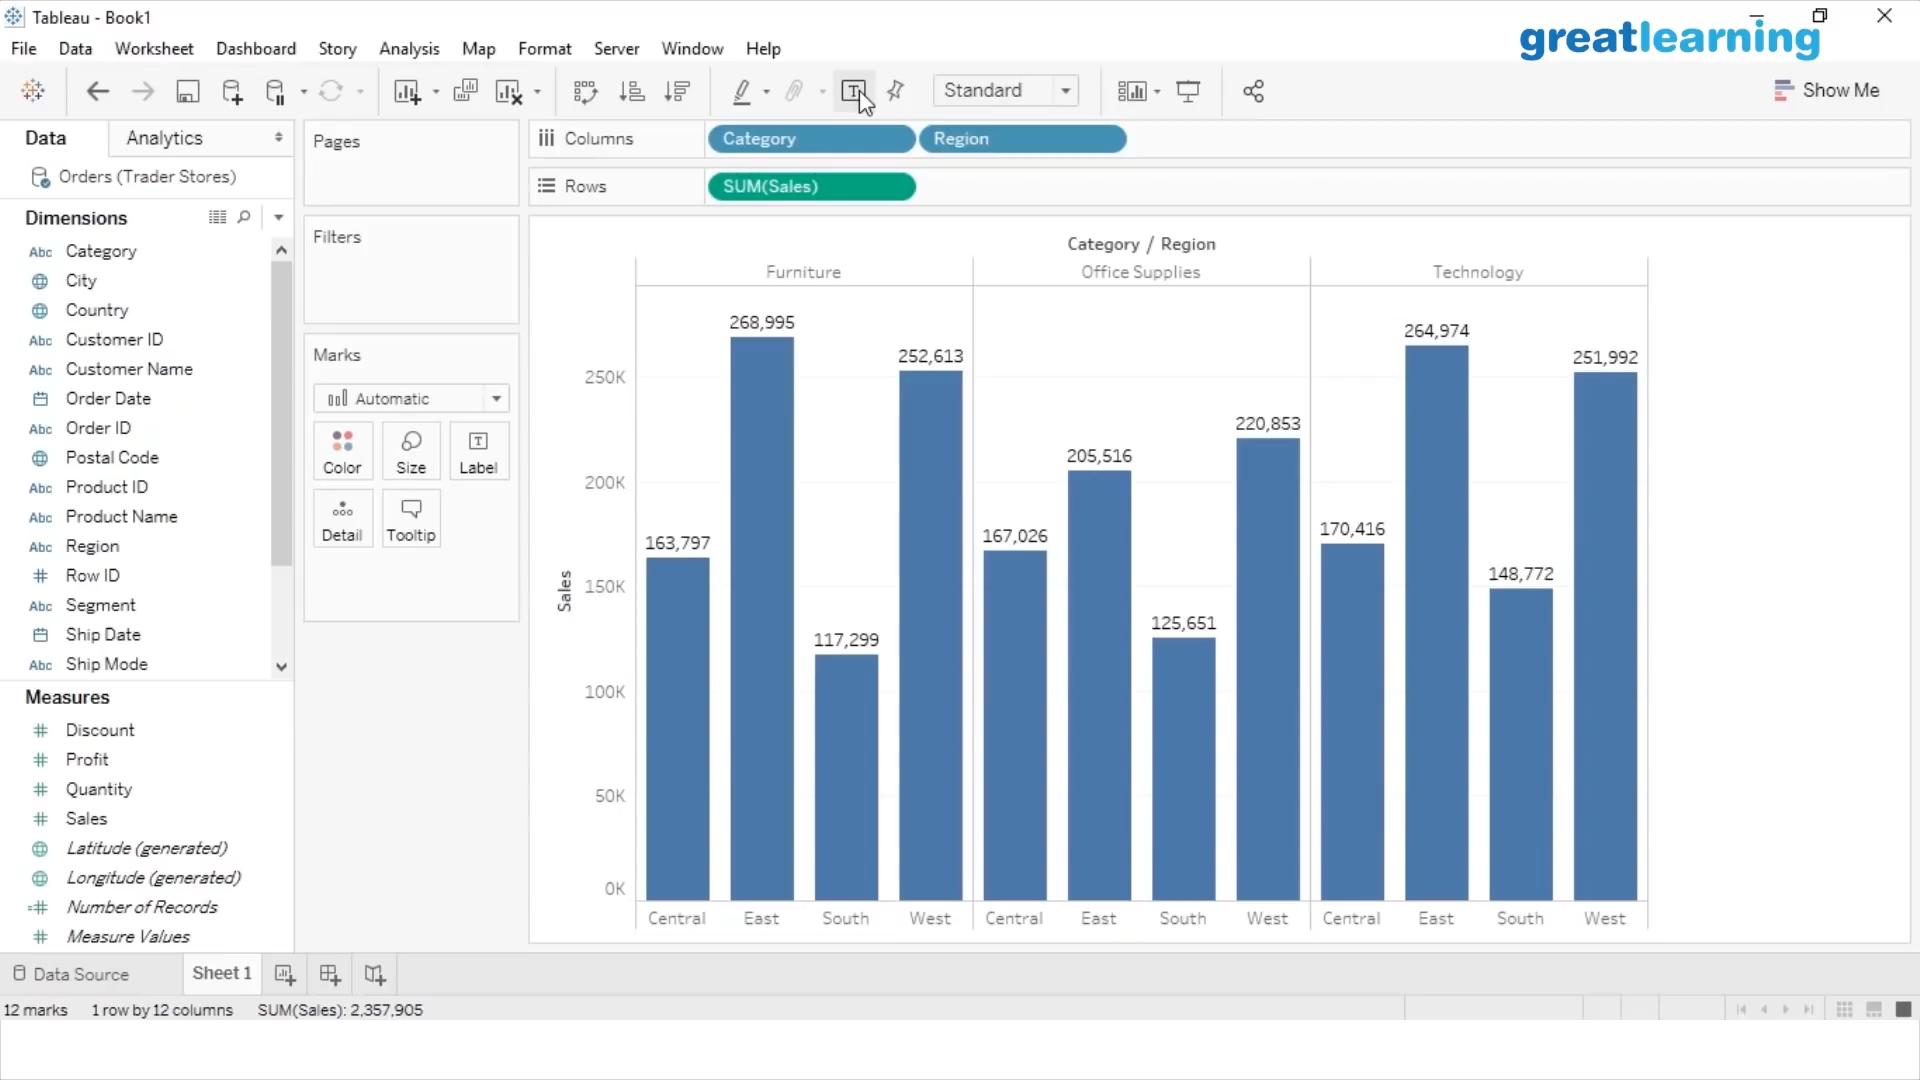 Tableau - Book1
greatlearning
File Data Worksheet Dashboard Story Analysis Map Format Server Window Help
Standard
Show Me
Data Analytics
Orders (Trader Stores)
Dimensions
Abc Category
City
Country
Abc Customer ID
Abc Customer Name
Order Date
Abc Order ID
Postal Code
Abc Product ID
Abc Product Name
Abc Region
# Row ID
Abc Segment
Ship Date
Abc Ship Mode
Measures
# Discount
# Profit
# Quantity
# Sales
Latitude (generated)
Longitude (generated)
=# Number of Records
# Measure Values
Pages
Filters
Marks
Automatic
Color Size Label
Detail Tooltip
Columns Category Region
Rows SUM(Sales)
Category / Region
Furniture Office Supplies Technology
Sales
250K
200K
150K
100K
50K
0K
163,797 268,995 117,299 252,613 167,026 205,516 125,651 220,853 170,416 264,974 148,772 251,992
Central East South West Central East South West Central East South West
Data Source Sheet 1
12 marks 1 row by 12 columns SUM(Sales): 2,357,905